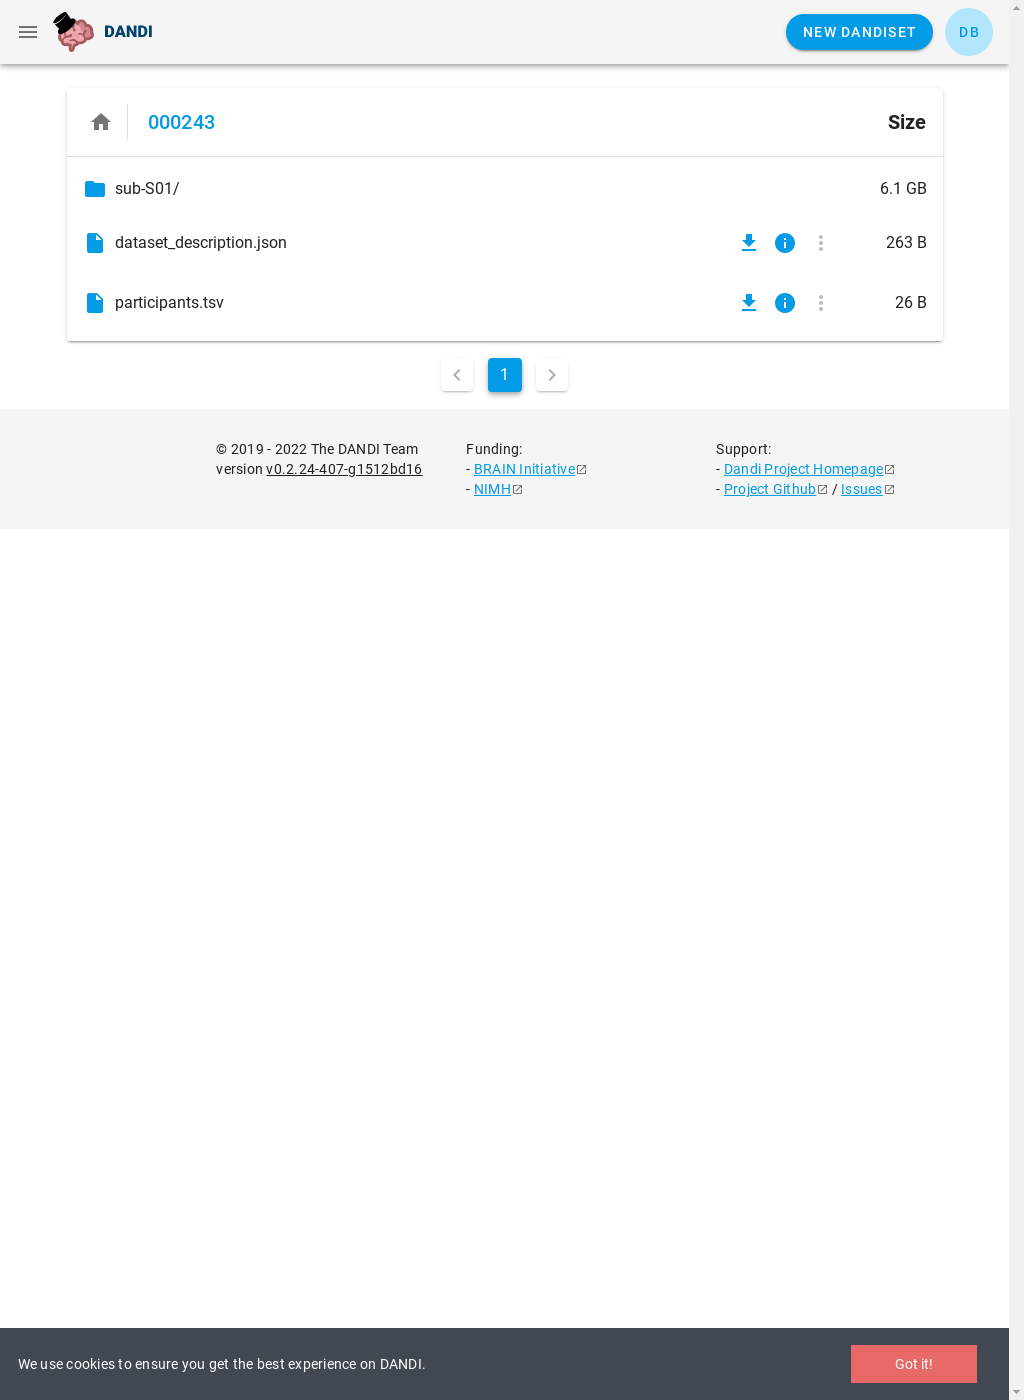 DANDI
NEW DANDISET
DB
000243
Size
sub-S01/
6.1 GB
dataset_description.json
263 B
participants.tsv
26 B
1
© 2019 - 2022 The DANDI Team
version v0.2.24-407-g1512bd16
Funding:
- BRAIN Initiative
- NIMH
Support:
- Dandi Project Homepage
- Project Github / Issues
We use cookies to ensure you get the best experience on DANDI.
Got it!